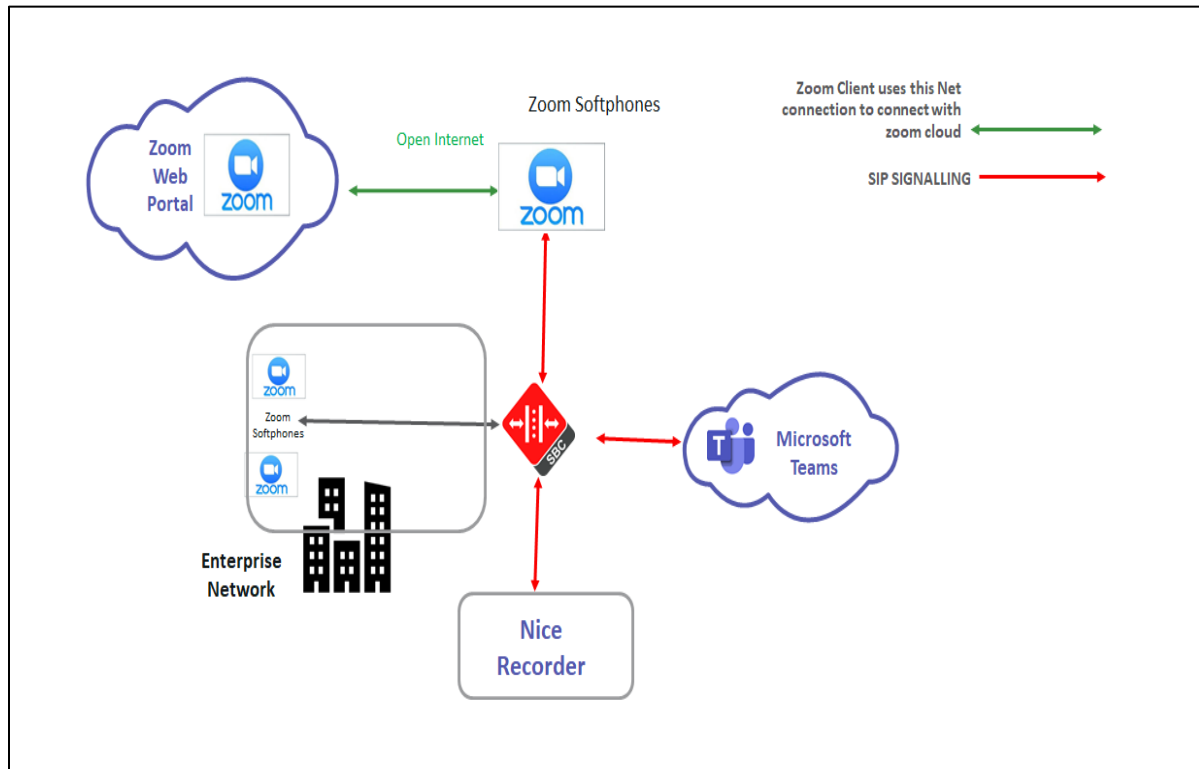 Zoom
Web
Portal
zoom
Open Internet
Zoom Softphones
zoom
Zoom Client uses this Net
connection to connect with
zoom cloud
SIP SIGNALLING
zoom
Zoom
Softphones
zoom
Enterprise
Network
SBC
T
Microsoft
Teams
Nice
Recorder